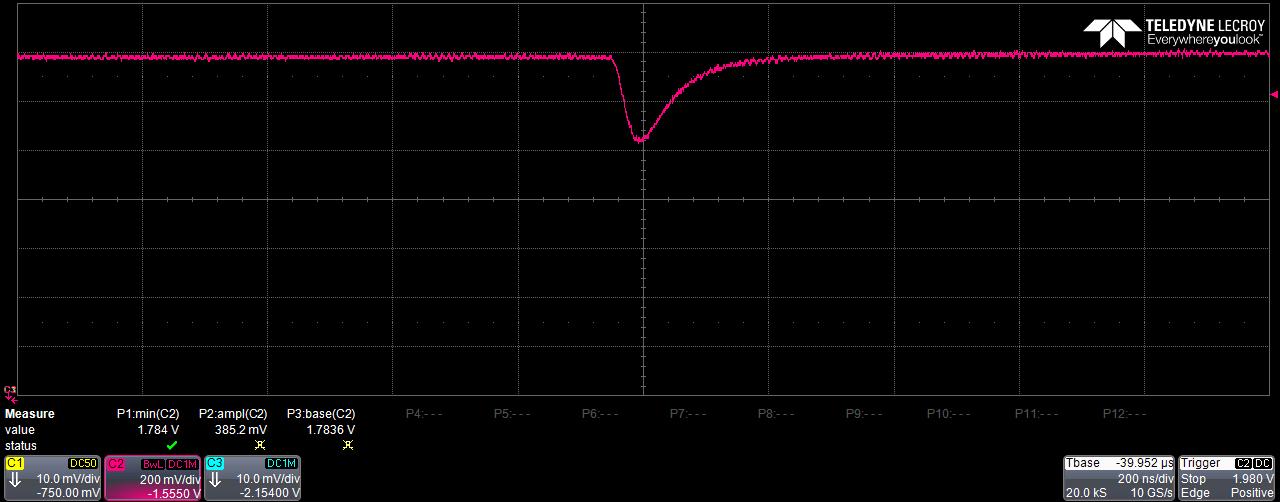 TELEDYNE LECROY
Everywhereyoulook™
C3
Measure P1:min(C2) P2:ampl(C2) P3:base(C2) P4:--- P5:--- P6:--- P7:--- P8:--- P9:--- P10:--- P11:--- P12:---
value 1.784 V 385.2 mV 1.7836 V
status
C1 DC50
10.0 mV/div
-750.00 mV
C2 BwL DC1M
200 mV/div
-1.5550 V
C3 DC1M
10.0 mV/div
-2.15400 V
Tbase -39.952 µs
200 ns/div
20.0 kS 10 GS/s
Trigger C2 DC
Stop 1.980 V
Edge Positive